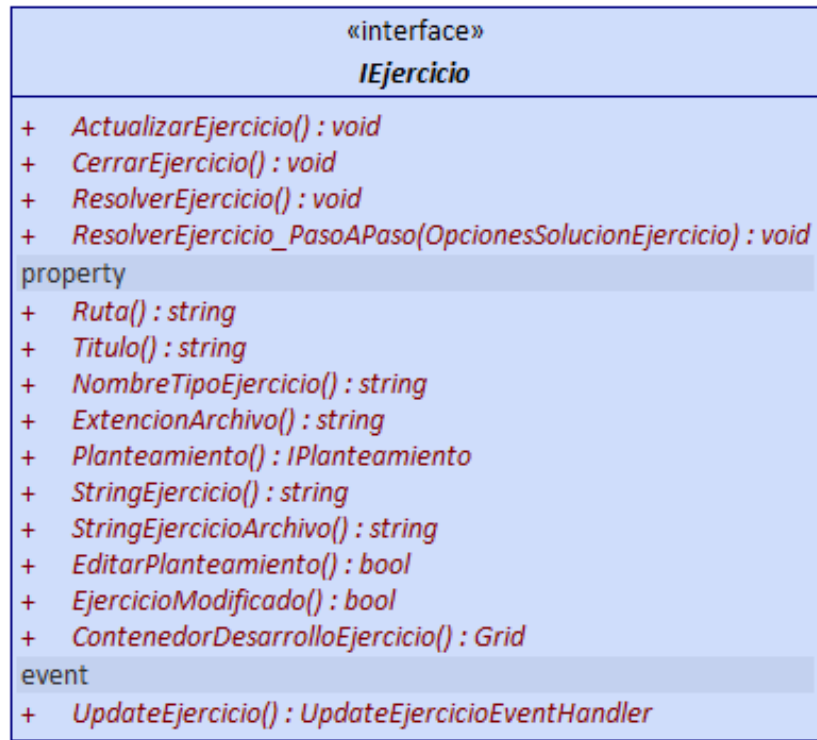 «interface»
IEjercicio
+ ActualizarEjercicio() : void
+ CerrarEjercicio() : void
+ ResolverEjercicio() : void
+ ResolverEjercicio_PasoAPaso(OpcionesSolucionEjercicio) : void
property
+ Ruta() : string
+ Titulo() : string
+ NombreTipoEjercicio() : string
+ ExtencionArchivo() : string
+ Planteamiento() : IPlanteamiento
+ StringEjercicio() : string
+ StringEjercicioArchivo() : string
+ EditarPlanteamiento() : bool
+ EjercicioModificado() : bool
+ ContenedorDesarrolloEjercicio() : Grid
event
+ UpdateEjercicio() : UpdateEjercicioEventHandler